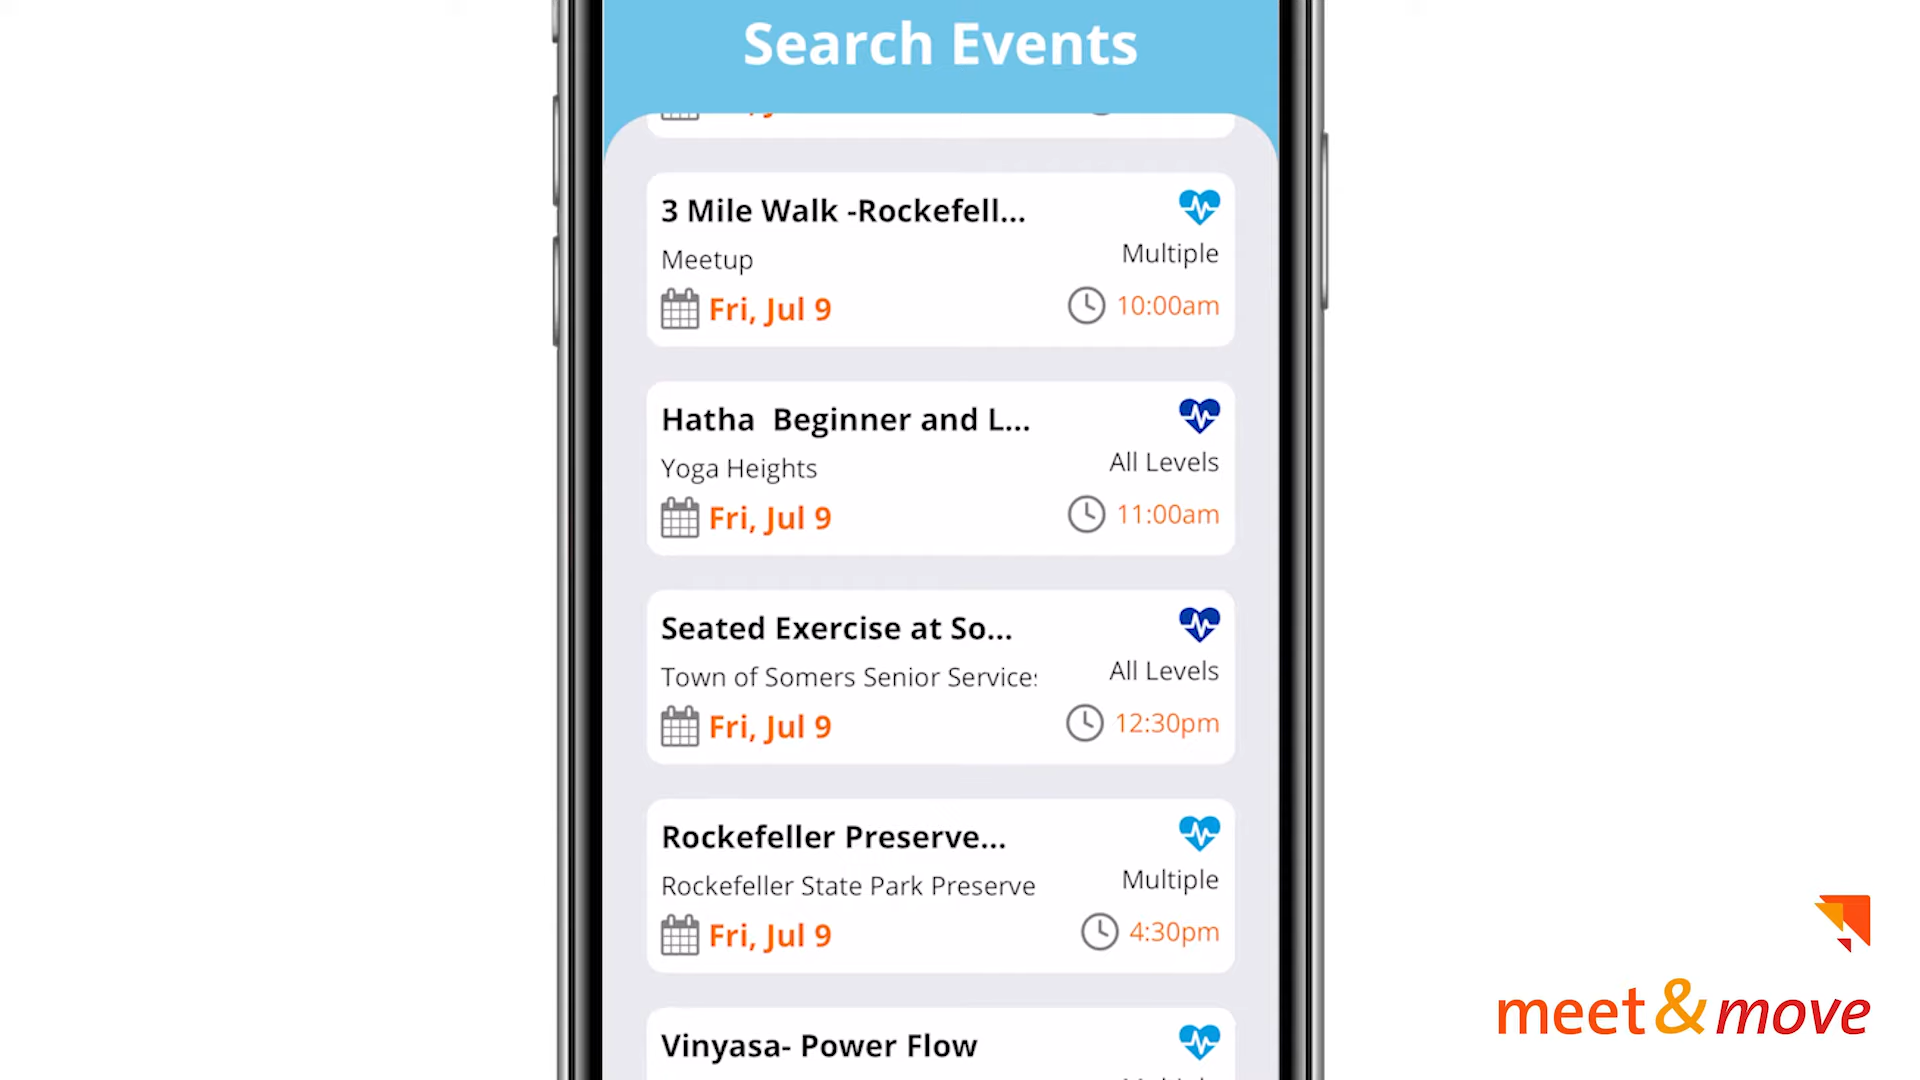 Search Events
3 Mile Walk -Rockefell...
Meetup
Multiple
Fri, Jul 9
10:00am
Hatha  Beginner and L...
Yoga Heights
All Levels
Fri, Jul 9
11:00am
Seated Exercise at So...
Town of Somers Senior Services
All Levels
Fri, Jul 9
12:30pm
Rockefeller Preserve...
Rockefeller State Park Preserve
Multiple
Fri, Jul 9
4:30pm
Vinyasa- Power Flow
meet & move